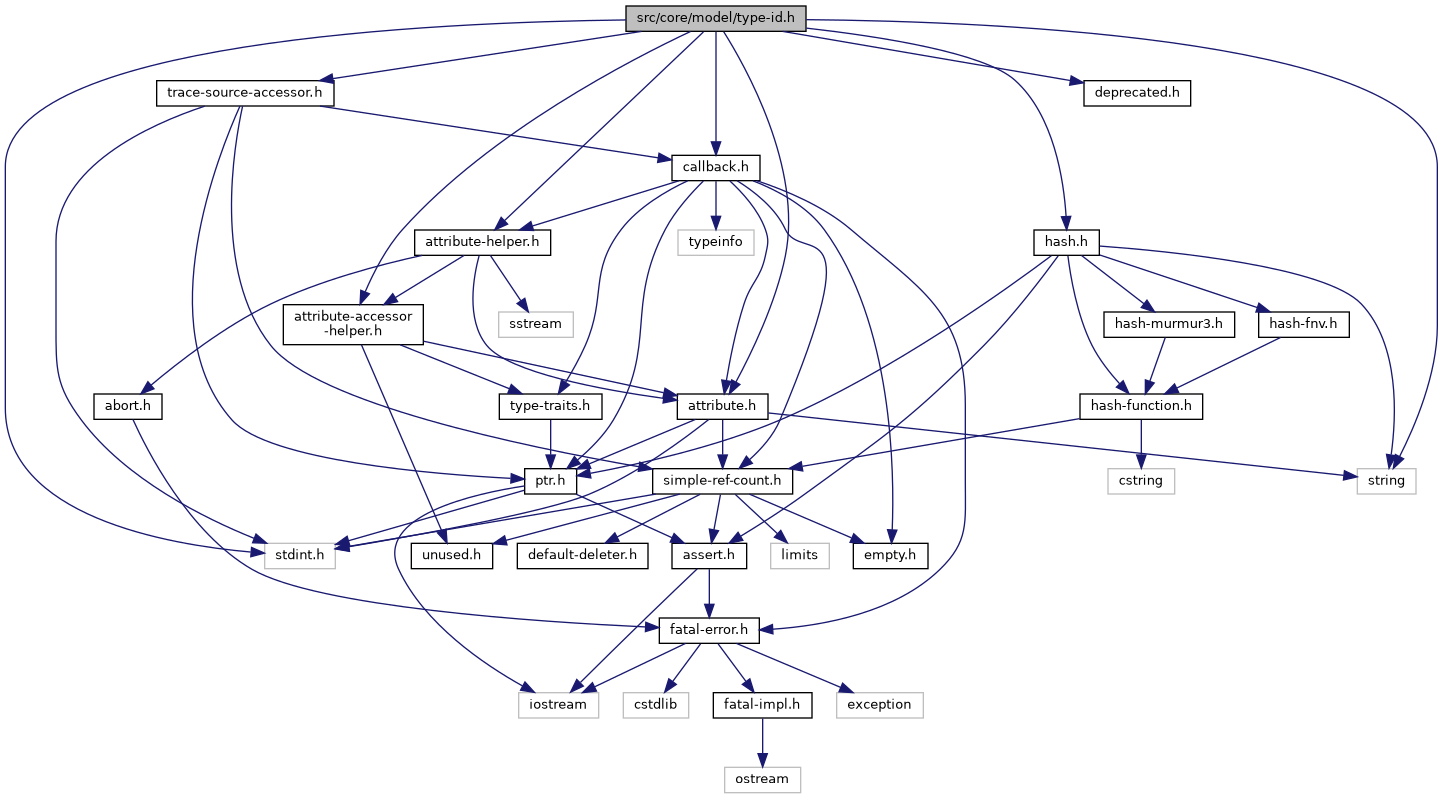 src/core/model/type-id.h
trace-source-accessor.h
deprecated.h
callback.h
attribute-helper.h
typeinfo
hash.h
attribute-accessor
-helper.h
sstream
hash-murmur3.h
hash-fnv.h
abort.h
type-traits.h
attribute.h
hash-function.h
ptr.h
simple-ref-count.h
cstring
string
stdint.h
unused.h
default-deleter.h
assert.h
limits
empty.h
fatal-error.h
iostream
cstdlib
fatal-impl.h
exception
ostream